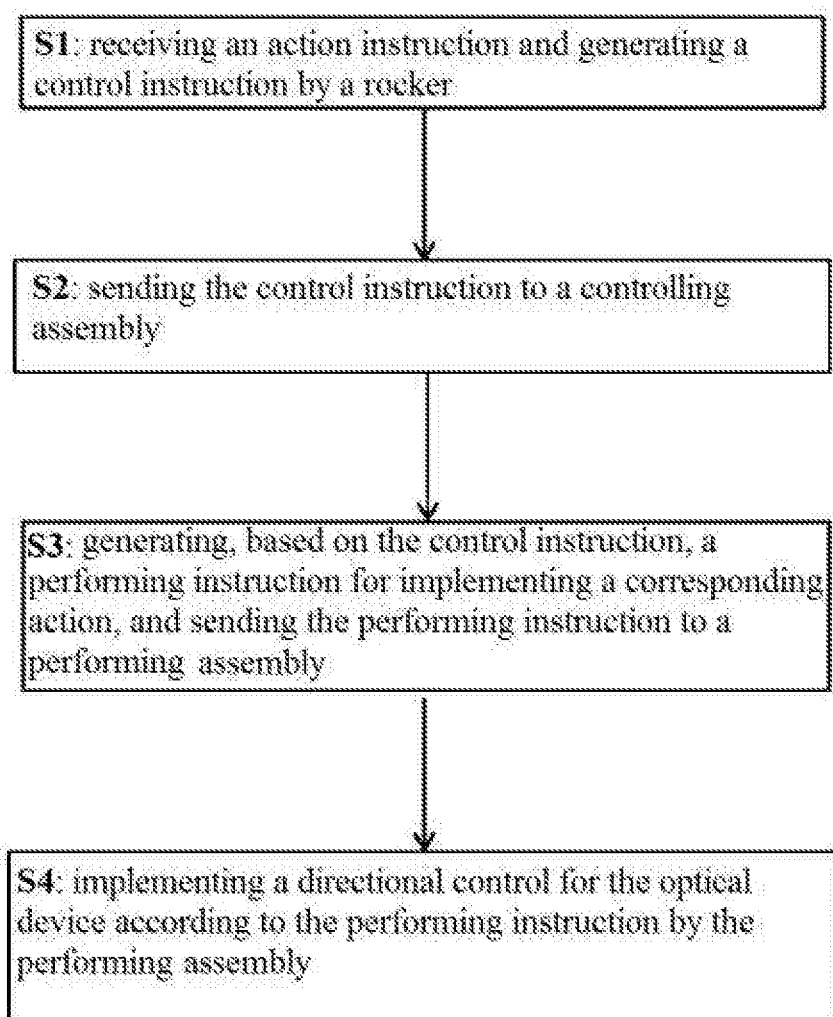 S1: receiving an action instruction and generating a
control instruction by a rocker
S2: sending the control instruction to a controlling
assembly
S3: generating, based on the control instruction, a
performing instruction for implementing a corresponding
action, and sending the performing instruction to a
performing assembly
S4: implementing a directional control for the optical
device according to the performing instruction by the
performing assembly